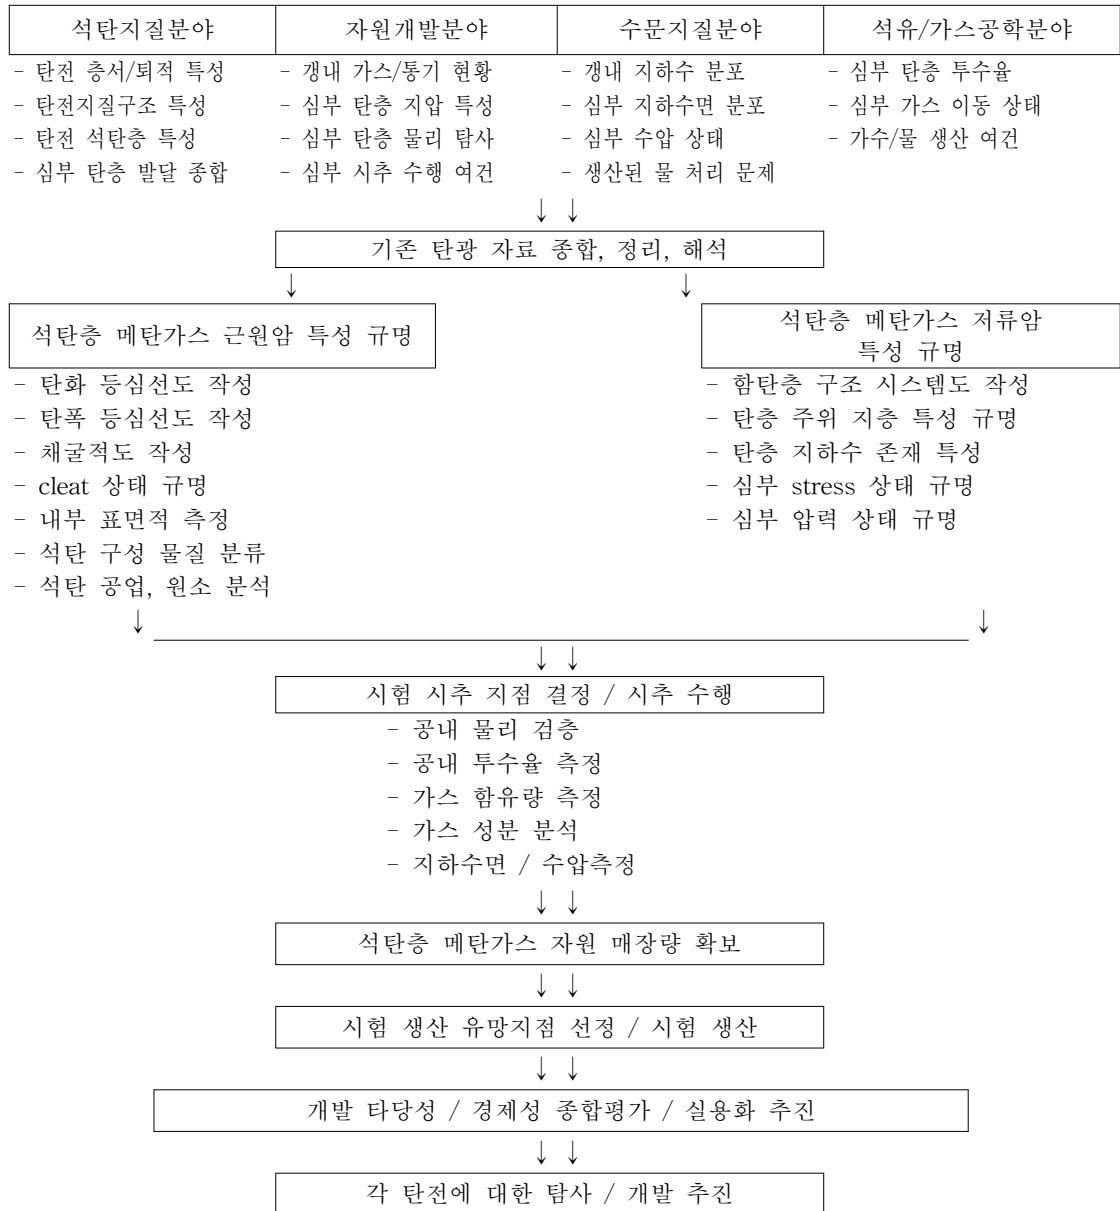 석탄지질분야 자원개발분야 수문지질분야 석유/가스공학분야
- 탄전 층서/퇴적 특성 - 갱내 가스/통기 현황 - 갱내 지하수 분포 - 심부 탄층 투수율
- 탄전지질구조 특성 - 심부 탄층 지압 특성 - 심부 지하수면 분포 - 심부 가스 이동 상태
- 탄전 석탄층 특성 - 심부 탄층 물리 탐사 - 심부 수압 상태 - 가수/물 생산 여건
- 심부 탄층 발달 종합 - 심부 시추 수행 여건 - 생산된 물 처리 문제
↓ ↓
기존 탄광 자료 종합, 정리, 해석
↓ ↓
석탄층 메탄가스 근원암 특성 규명
- 탄화 등심선도 작성
- 탄폭 등심선도 작성
- 채굴적도 작성
- cleat 상태 규명
- 내부 표면적 측정
- 석탄 구성 물질 분류
- 석탄 공업, 원소 분석
석탄층 메탄가스 저류암
특성 규명
- 함탄층 구조 시스템도 작성
- 탄층 주위 지층 특성 규명
- 탄층 지하수 존재 특성
- 심부 stress 상태 규명
- 심부 압력 상태 규명
↓ ↓
↓ ↓
시험 시추 지점 결정 / 시추 수행
- 공내 물리 검층
- 공내 투수율 측정
- 가스 함유량 측정
- 가스 성분 분석
- 지하수면 / 수압측정
↓ ↓
석탄층 메탄가스 자원 매장량 확보
↓ ↓
시험 생산 유망지점 선정 / 시험 생산
↓ ↓
개발 타당성 / 경제성 종합평가 / 실용화 추진
↓ ↓
각 탄전에 대한 탐사 / 개발 추진